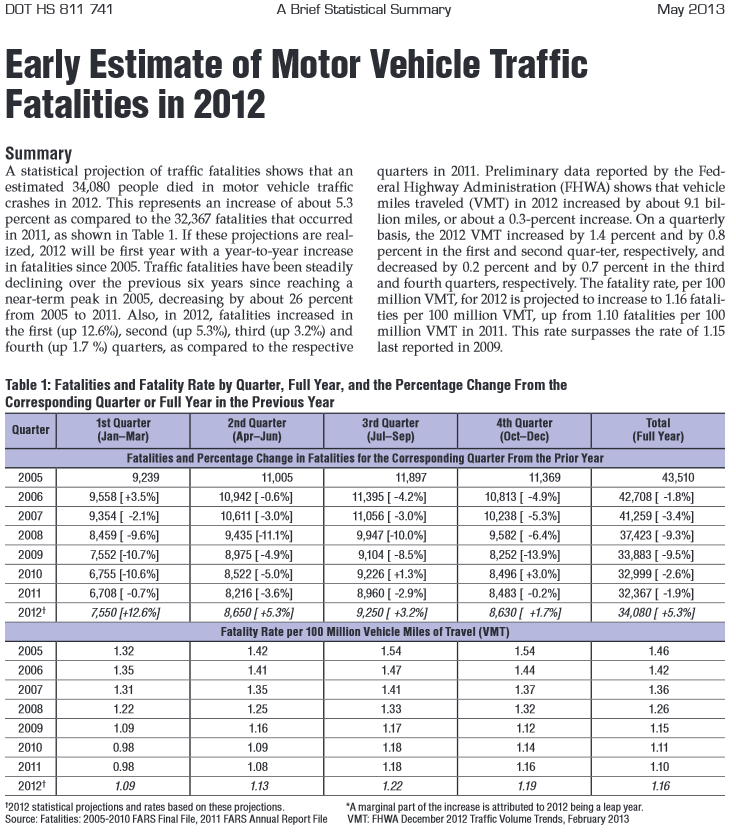 DOT HS 811 741 A Brief Statistical Summary May 2013
Early Estimate of Motor Vehicle Traffic
Fatalities in 2012
Summary
A statistical projection of traffic fatalities shows that an
estimated 34,080 people died in motor vehicle traffic
crashes in 2012. This represents an increase of about 5.3
percent as compared to the 32,367 fatalities that occurred
in 2011, as shown in Table 1. If these projections are real-
ized, 2012 will be first year with a year-to-year increase
in fatalities since 2005. Traffic fatalities have been steadily
declining over the previous six years since reaching a
near-term peak in 2005, decreasing by about 26 percent
from 2005 to 2011. Also, in 2012, fatalities increased in
the first (up 12.6%), second (up 5.3%), third (up 3.2%) and
fourth (up 1.7 %) quarters, as compared to the respective
quarters in 2011. Preliminary data reported by the Fed-
eral Highway Administration (FHWA) shows that vehicle
miles traveled (VMT) in 2012 increased by about 9.1 bil-
lion miles, or about a 0.3-percent increase. On a quarterly
basis, the 2012 VMT increased by 1.4 percent and by 0.8
percent in the first and second quar-ter, respectively, and
decreased by 0.2 percent and by 0.7 percent in the third
and fourth quarters, respectively. The fatality rate, per 100
million VMT, for 2012 is projected to increase to 1.16 fatali-
ties per 100 million VMT, up from 1.10 fatalities per 100
million VMT in 2011. This rate surpasses the rate of 1.15
last reported in 2009.
Table 1: Fatalities and Fatality Rate by Quarter, Full Year, and the Percentage Change From the
Corresponding Quarter or Full Year in the Previous Year
Quarter 1st Quarter 2nd Quarter 3rd Quarter 4th Quarter Total
(Jan–Mar) (Apr–Jun) (Jul–Sep) (Oct–Dec) (Full Year)
Fatalities and Percentage Change in Fatalities for the Corresponding Quarter From the Prior Year
2005 9,239 11,005 11,897 11,369 43,510
2006 9,558 [+3.5%] 10,942 [ -0.6%] 11,395 [ -4.2%] 10,813 [ -4.9%] 42,708 [ -1.8%]
2007 9,354 [ -2.1%] 10,611 [ -3.0%] 11,056 [ -3.0%] 10,238 [ -5.3%] 41,259 [ -3.4%]
2008 8,459 [ -9.6%] 9,435 [-11.1%] 9,947 [-10.0%] 9,582 [ -6.4%] 37,423 [ -9.3%]
2009 7,552 [-10.7%] 8,975 [ -4.9%] 9,104 [ -8.5%] 8,252 [-13.9%] 33,883 [ -9.5%]
2010 6,755 [-10.6%] 8,522 [ -5.0%] 9,226 [ +1.3%] 8,496 [ +3.0%] 32,999 [ -2.6%]
2011 6,708 [ -0.7%] 8,216 [ -3.6%] 8,960 [ -2.9%] 8,483 [ -0.2%] 32,367 [ -1.9%]
2012† 7,550 [+12.6%] 8,650 [ +5.3%] 9,250 [ +3.2%] 8,630 [ +1.7%] 34,080 [ +5.3%]
Fatality Rate per 100 Million Vehicle Miles of Travel (VMT)
2005 1.32 1.42 1.54 1.54 1.46
2006 1.35 1.41 1.47 1.44 1.42
2007 1.31 1.35 1.41 1.37 1.36
2008 1.22 1.25 1.33 1.32 1.26
2009 1.09 1.16 1.17 1.12 1.15
2010 0.98 1.09 1.18 1.14 1.11
2011 0.98 1.08 1.18 1.16 1.10
2012† 1.09 1.13 1.22 1.19 1.16
†2012 statistical projections and rates based on these projections. *A marginal part of the increase is attributed to 2012 being a leap year.
Source: Fatalities: 2005-2010 FARS Final File, 2011 FARS Annual Report File VMT: FHWA December 2012 Traffic Volume Trends, February 2013